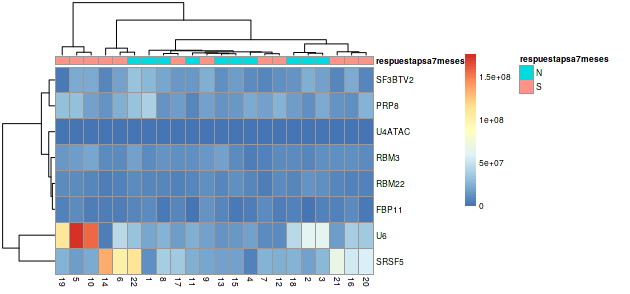 respuestapsa7meses
SF3BTV2
PRP8
U4ATAC
RBM3
RBM22
FBP11
U6
SRSF5
19 5 10 14 6 22 1 8 17 11 9 13 15 4 7 12 18 2 3 21 16 20
1.5e+08
1e+08
5e+07
0
respuestapsa7meses
N
S